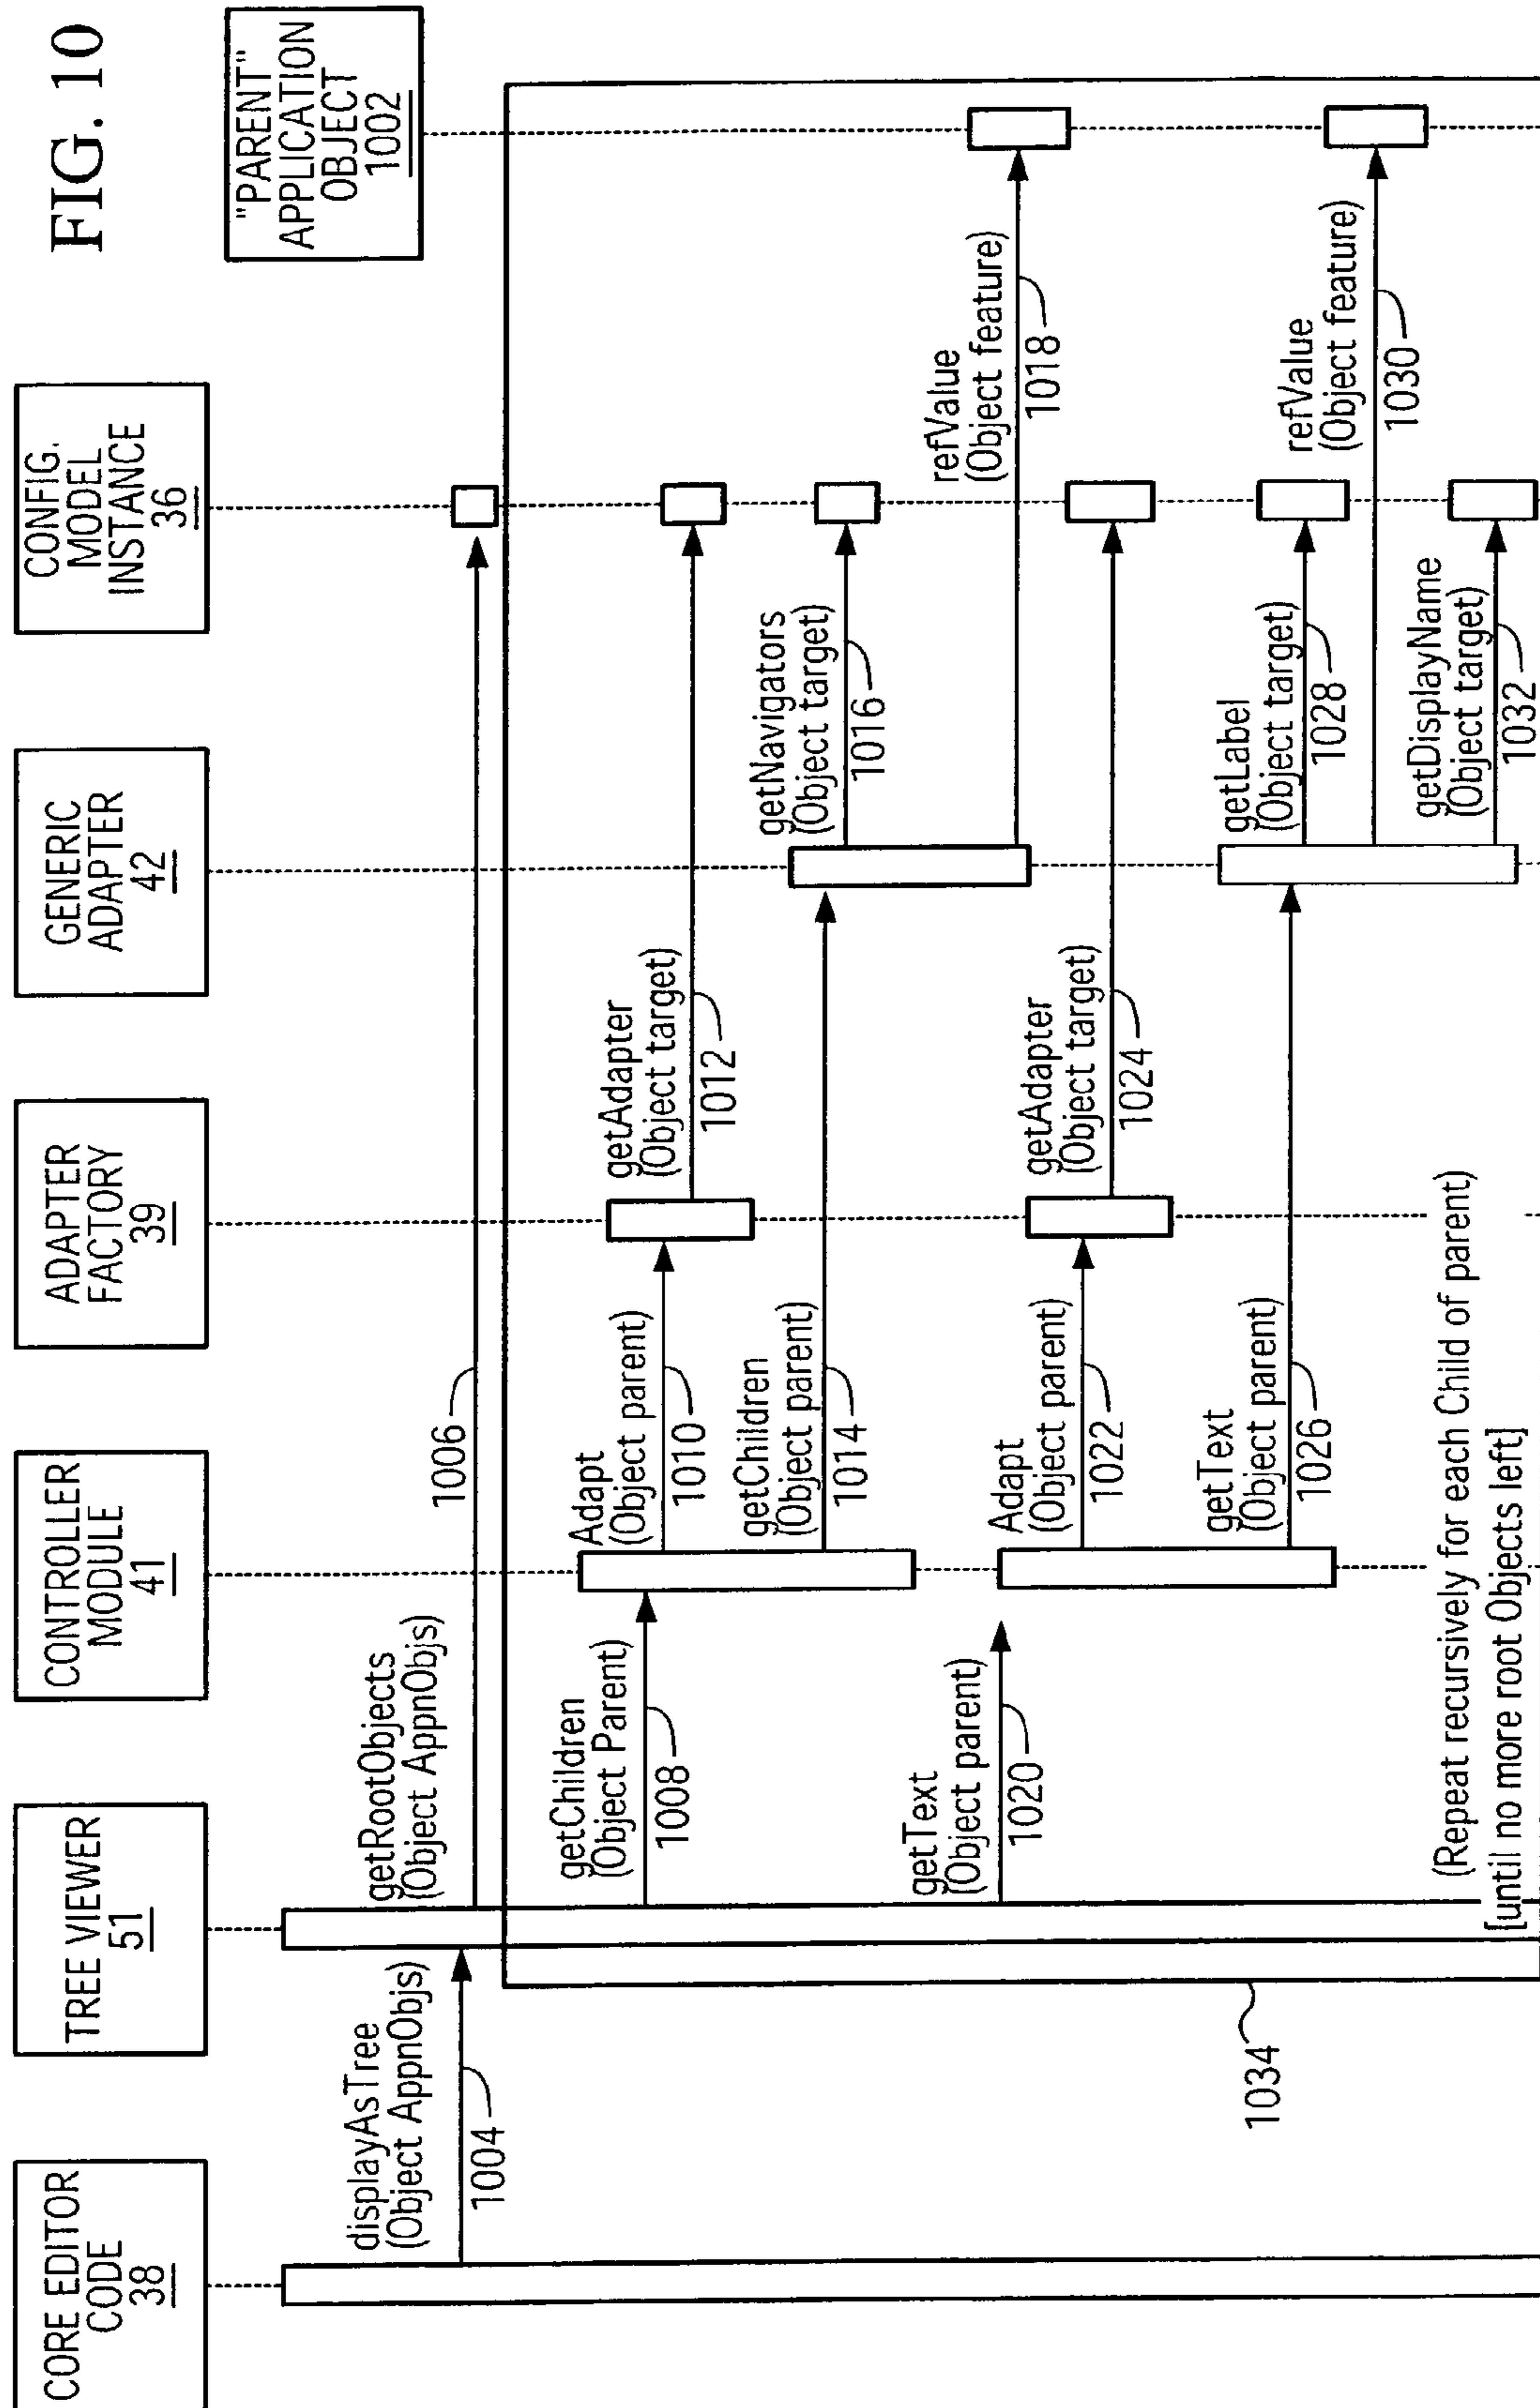 FIG. 10
CORE EDITOR
CODE
38
TREE VIEWER
51
CONTROLLER
MODULE
41
ADAPTER
FACTORY
39
GENERIC
ADAPTER
42
CONFIG.
MODEL
INSTANCE
36
"PARENT"
APPLICATION
OBJECT
1002
displayAsTree
(Object AppnObjs)
1004
getRootObjects
(Object AppnObjs)
1006
getChildren
(Object Parent)
1008
Adapt
(Object parent)
1010
getAdapter
(Object target)
1012
getChildren
(Object parent)
1014
getNavigators
(Object target)
1016
refValue
(Object feature)
1018
getText
(Object parent)
1020
Adapt
(Object parent)
1022
getAdapter
(Object target)
1024
getText
(Object parent)
1026
getLabel
(Object target)
1028
refValue
(Object feature)
1030
getDisplayName
(Object target)
1032
1034
(Repeat recursively for each Child of parent)
[until no more root Objects left]